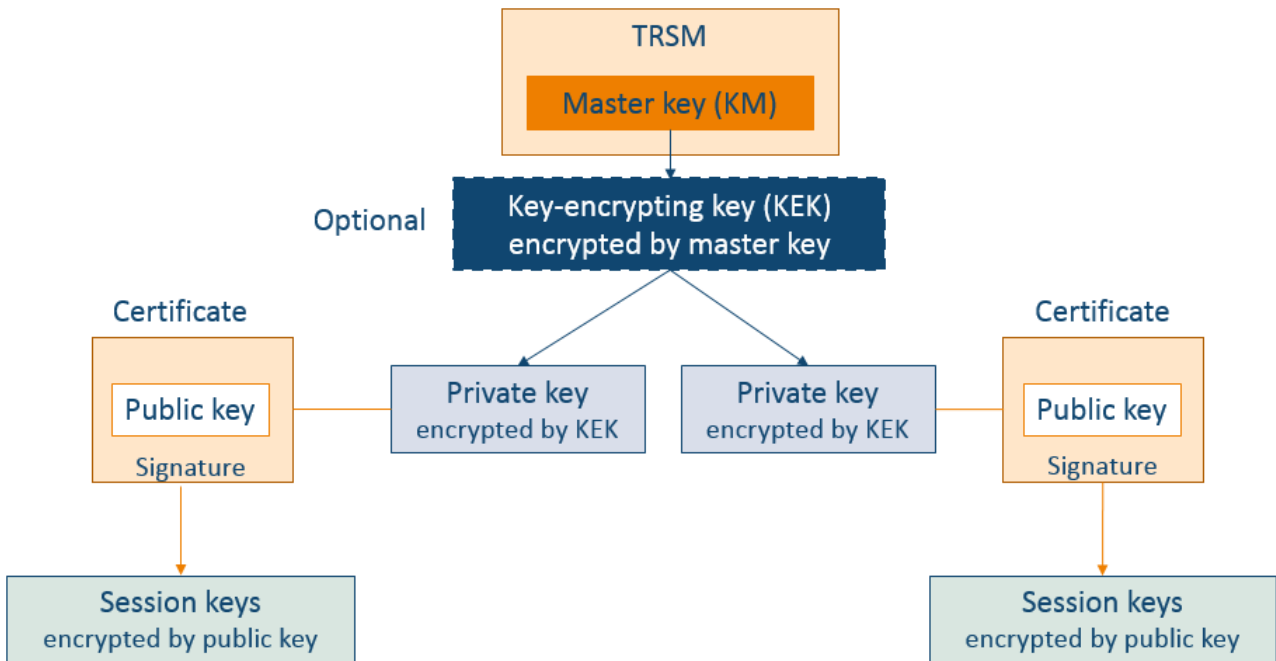 TRSM
Master key (KM)
Optional
Key-encrypting key (KEK)
encrypted by master key
Certificate
Public key
Signature
Private key
encrypted by KEK
Private key
encrypted by KEK
Certificate
Public key
Signature
Session keys
encrypted by public key
Session keys
encrypted by public key